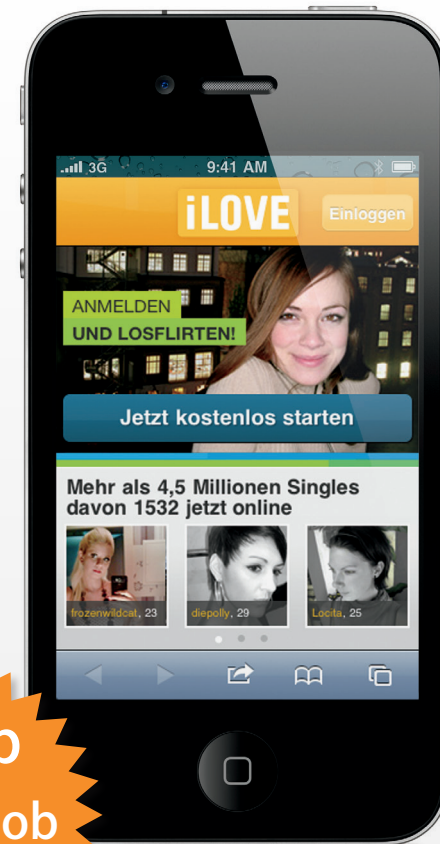 3G 9:41 AM
iLOVE
Einloggen
ANMELDEN
UND LOSFLIRTEN!
Jetzt kostenlos starten
Mehr als 4,5 Millionen Singles
davon 1532 jetzt online
frozenwildcat, 23 diepolly, 29 Locita, 25
ob